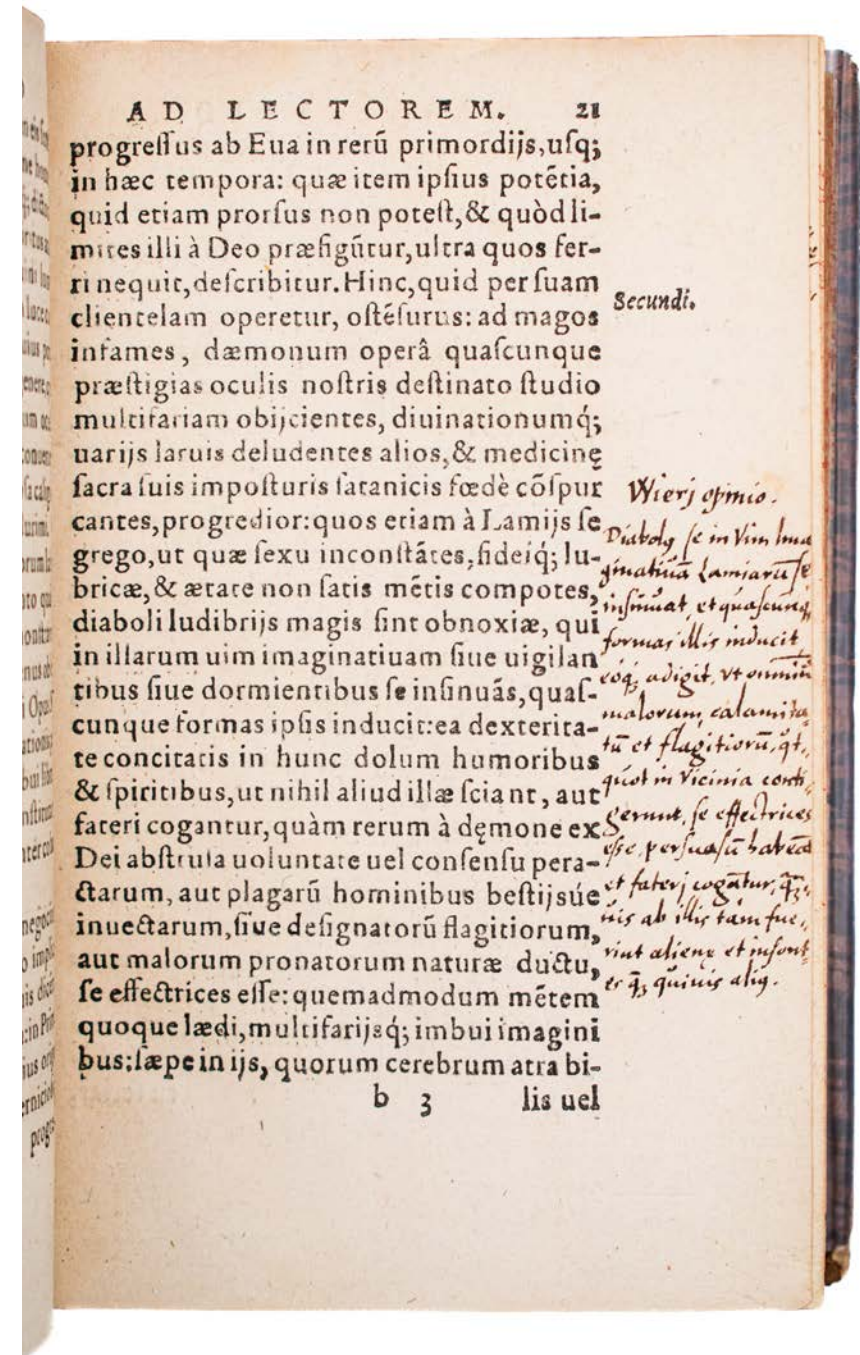 AD LECTOREM. 21
progreſſus ab Eua in rerũ primordijs,uſq;
in hæc tempora: quæ item ipſius potẽtia,
quid etiam prorſus non poteſt,& quòd li-
mites illi à Deo præfigũtur,ultra quos fer-
ri nequit,deſcribitur.Hinc,quid per ſuam
clientelam operetur, oſtẽſurus: ad magos
infames, dæmonum operâ quaſcunque
præſtigias oculis noſtris deſtinato ſtudio
multifariam obijcientes, diuinationumq́;
uarijs laruis deludentes alios,& medicinę
ſacra ſuis impoſturis ſatanicis fœdè cõſpur
cantes,progredior:quos etiam à Lamijs ſe
grego,ut quæ ſexu inconſtãtes,fideiq́; lu-
bricæ,& ætate non ſatis mẽtis compotes,
diaboli ludibrijs magis ſint obnoxiæ, qui
in illarum uim imaginatiuam ſiue uigilan
tibus ſiue dormientibus ſe inſinuãs,quaſ-
cunque formas ipſis inducit:ea dexterita-
te concitatis in hunc dolum humoribus
& ſpiritibus,ut nihil aliud illæ ſciant, aut
fateri cogantur,quàm rerum à dęmone ex
Dei abſtruſa uoluntate uel conſenſu pera-
ctarum, aut plagarũ hominibus beſtijsúe
inuectarum,ſiue deſignatorũ flagitiorum,
aut malorum pronatorum naturæ ductu,
ſe effectrices eſſe: quemadmodum mẽtem
quoque lædi,multifarijsq́; imbui imagini
bus:ſæpe in ijs, quorum cerebrum atra bi-
b 3 lis uel
Secundi.
Wierj opinio.
Diabolq ſe in Vim Ima
ginatiuã Lamiarũ ſe
inſinuat, et quaſcunq,
formas illis inducit
eóq, adigit, vt omniũ
malorum, calamita,
tũ et flagitiorũ, qt,
quot in Vicinia conti,
gerunt, ſe effectrices
eſſe, perſuaſũ habeãt
et faterj cogãtur,
nis ab illis tam fue,
rint alienę et inſont
es q, quiuis aliq.